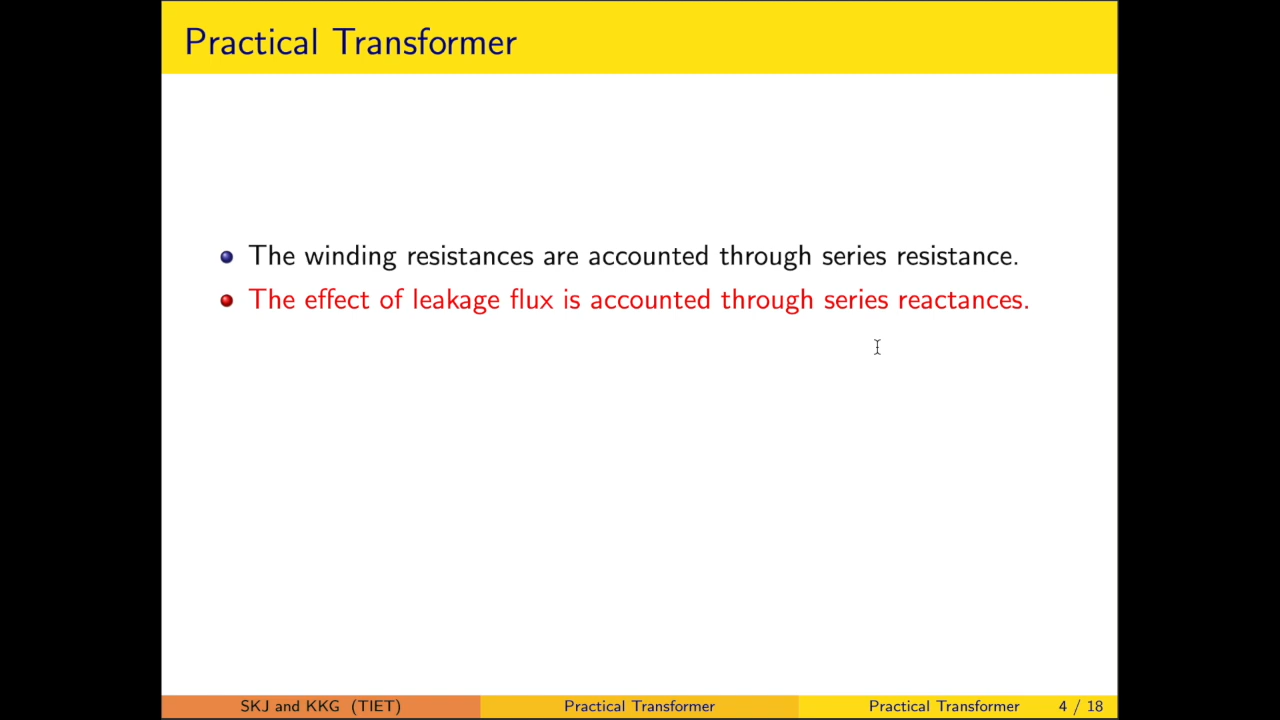 Practical Transformer
The winding resistances are accounted through series resistance.
The effect of leakage flux is accounted through series reactances.
SKJ and KKG (TIET)
Practical Transformer
Practical Transformer
4 / 18